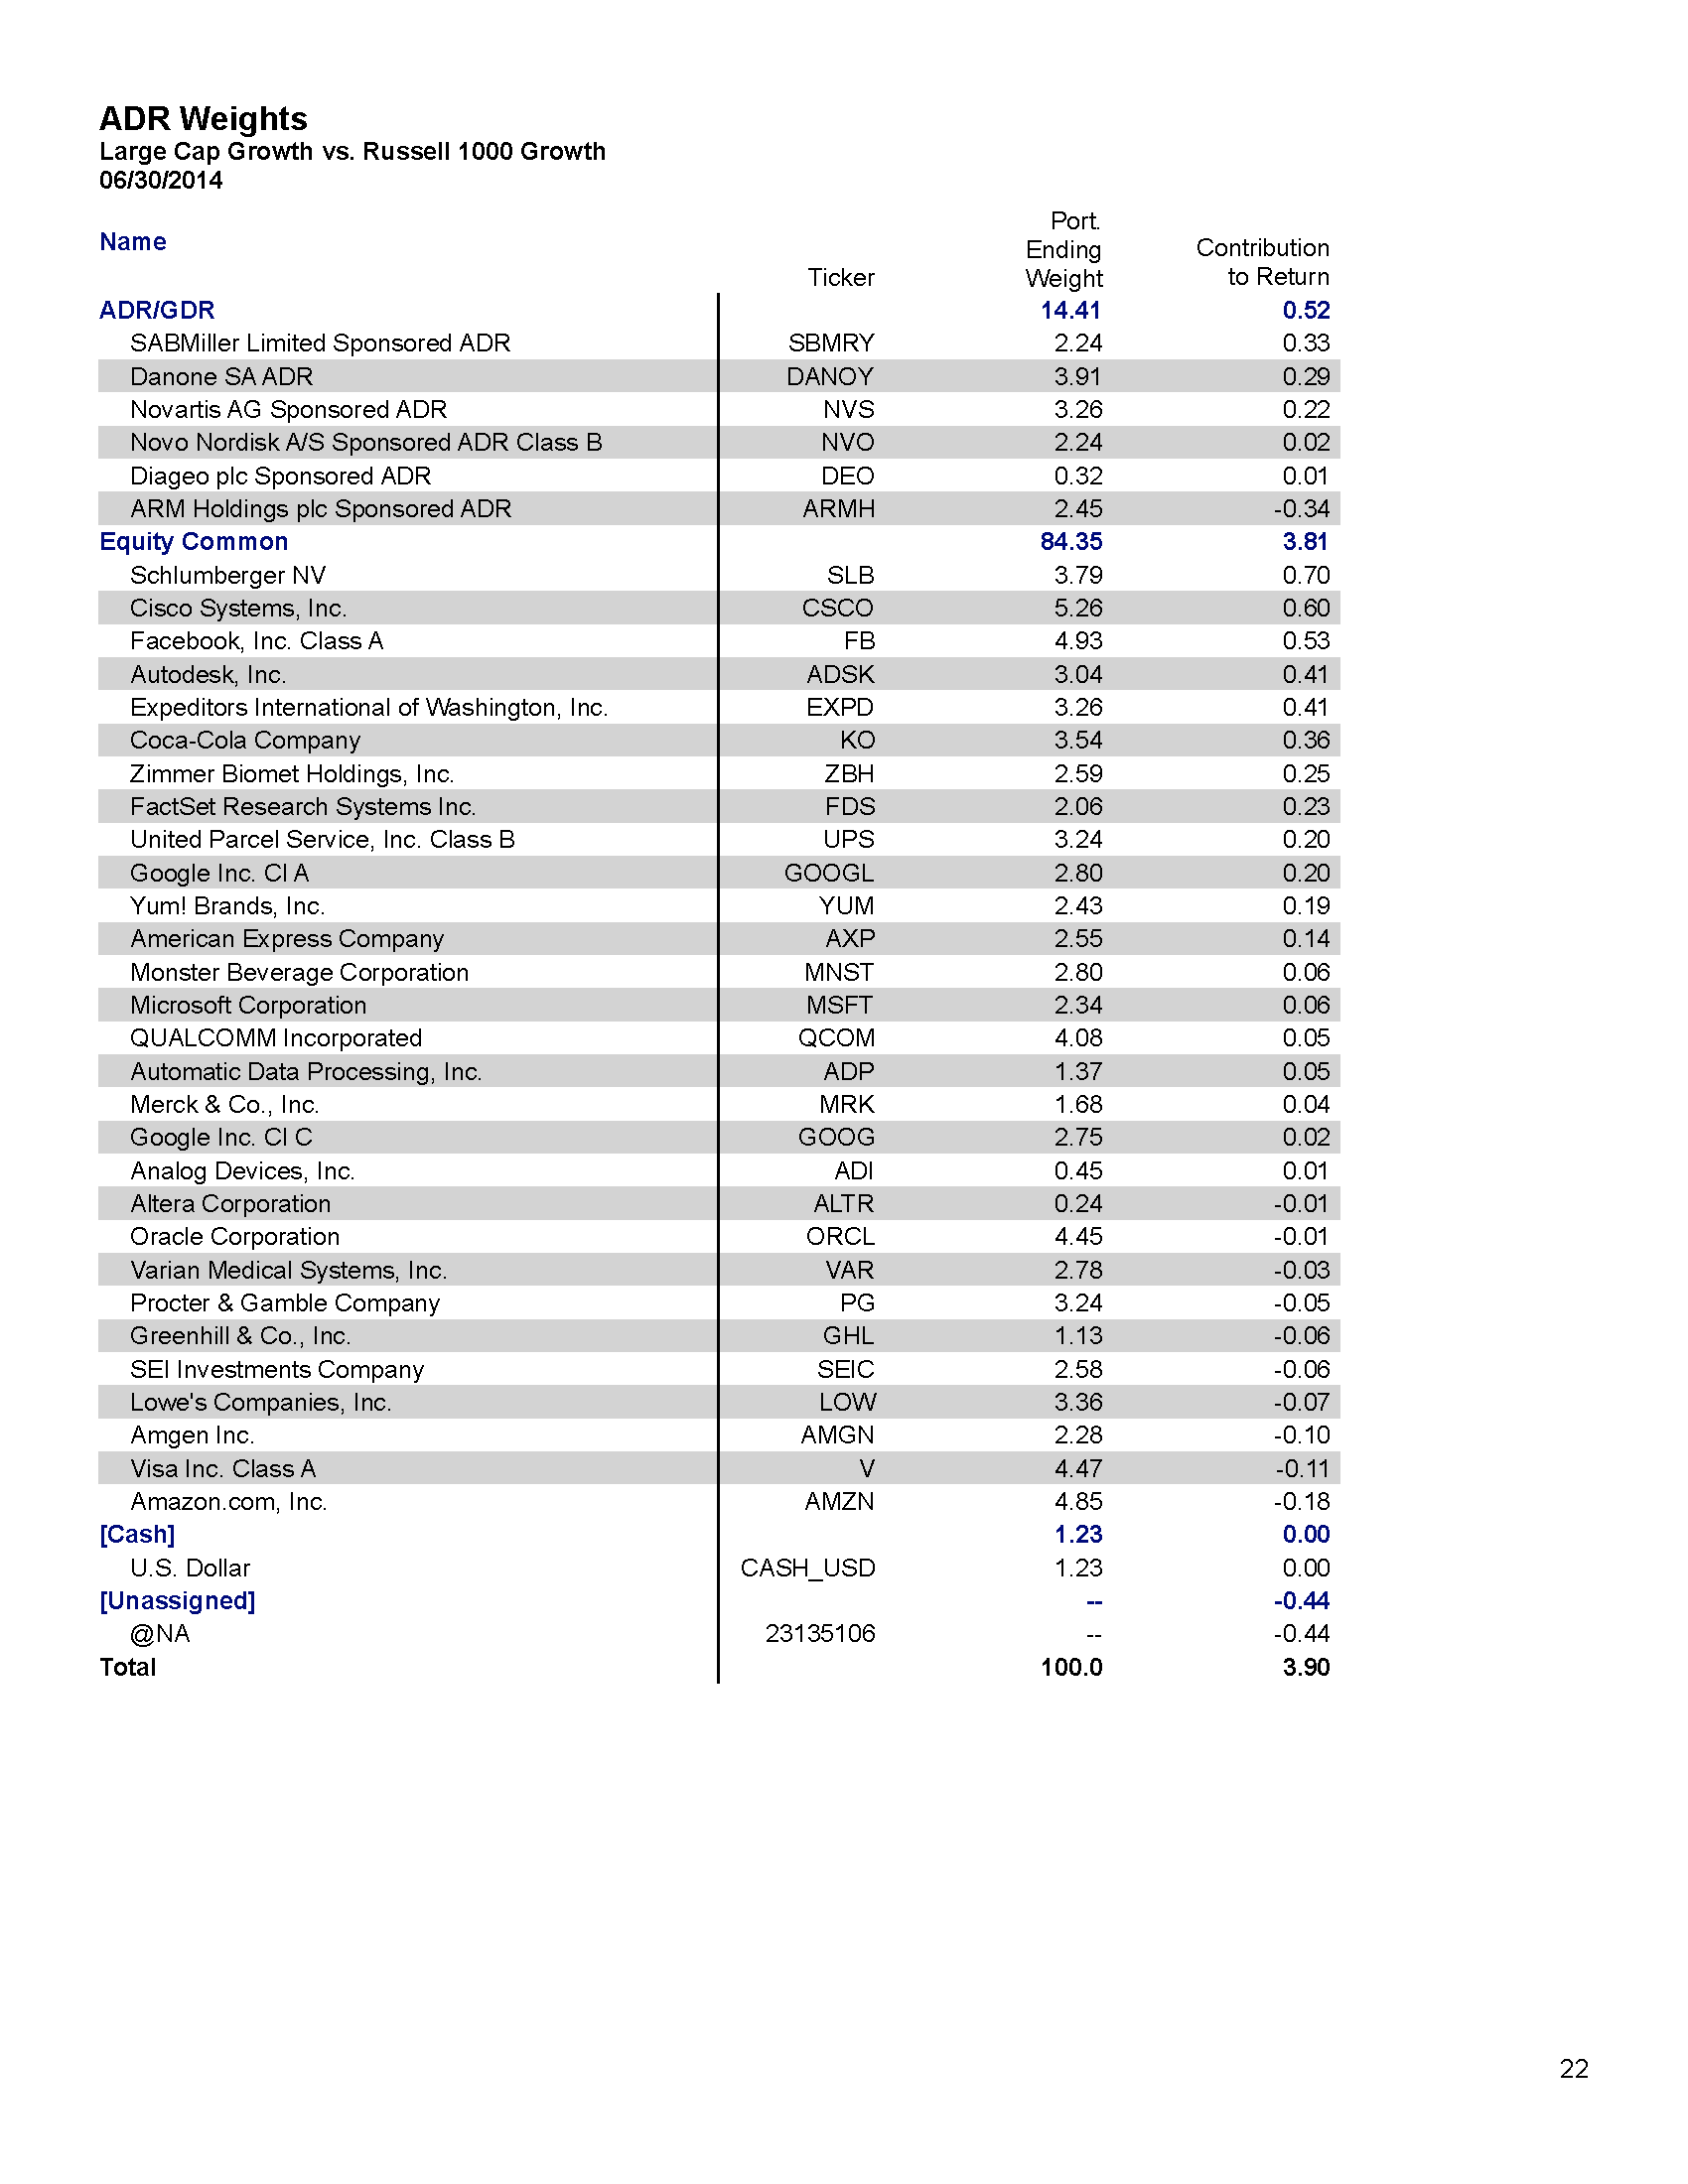 ADR Weights
Large Cap Growth vs. Russell 1000 Growth
06/30/2014
Name Ticker Port. Ending Weight Contribution to Return
ADR/GDR 14.41 0.52
SABMiller Limited Sponsored ADR SBMRY 2.24 0.33
Danone SA ADR DANOY 3.91 0.29
Novartis AG Sponsored ADR NVS 3.26 0.22
Novo Nordisk A/S Sponsored ADR Class B NVO 2.24 0.02
Diageo plc Sponsored ADR DEO 0.32 0.01
ARM Holdings plc Sponsored ADR ARMH 2.45 -0.34
Equity Common 84.35 3.81
Schlumberger NV SLB 3.79 0.70
Cisco Systems, Inc. CSCO 5.26 0.60
Facebook, Inc. Class A FB 4.93 0.53
Autodesk, Inc. ADSK 3.04 0.41
Expeditors International of Washington, Inc. EXPD 3.26 0.41
Coca-Cola Company KO 3.54 0.36
Zimmer Biomet Holdings, Inc. ZBH 2.59 0.25
FactSet Research Systems Inc. FDS 2.06 0.23
United Parcel Service, Inc. Class B UPS 3.24 0.20
Google Inc. Cl A GOOGL 2.80 0.20
Yum! Brands, Inc. YUM 2.43 0.19
American Express Company AXP 2.55 0.14
Monster Beverage Corporation MNST 2.80 0.06
Microsoft Corporation MSFT 2.34 0.06
QUALCOMM Incorporated QCOM 4.08 0.05
Automatic Data Processing, Inc. ADP 1.37 0.05
Merck & Co., Inc. MRK 1.68 0.04
Google Inc. Cl C GOOG 2.75 0.02
Analog Devices, Inc. ADI 0.45 0.01
Altera Corporation ALTR 0.24 -0.01
Oracle Corporation ORCL 4.45 -0.01
Varian Medical Systems, Inc. VAR 2.78 -0.03
Procter & Gamble Company PG 3.24 -0.05
Greenhill & Co., Inc. GHL 1.13 -0.06
SEI Investments Company SEIC 2.58 -0.06
Lowe's Companies, Inc. LOW 3.36 -0.07
Amgen Inc. AMGN 2.28 -0.10
Visa Inc. Class A V 4.47 -0.11
Amazon.com, Inc. AMZN 4.85 -0.18
[Cash] 1.23 0.00
U.S. Dollar CASH_USD 1.23 0.00
[Unassigned] -- -0.44
@NA 23135106 -- -0.44
Total 100.0 3.90
22